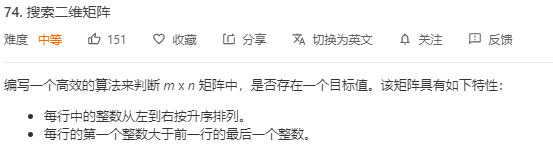 74. 搜索二维矩阵
难度 中等 151 收藏 分享 切换为英文 关注 反馈
编写一个高效的算法来判断 m x n 矩阵中，是否存在一个目标值。该矩阵具有如下特性：
• 每行中的整数从左到右按升序排列。
• 每行的第一个整数大于前一行的最后一个整数。